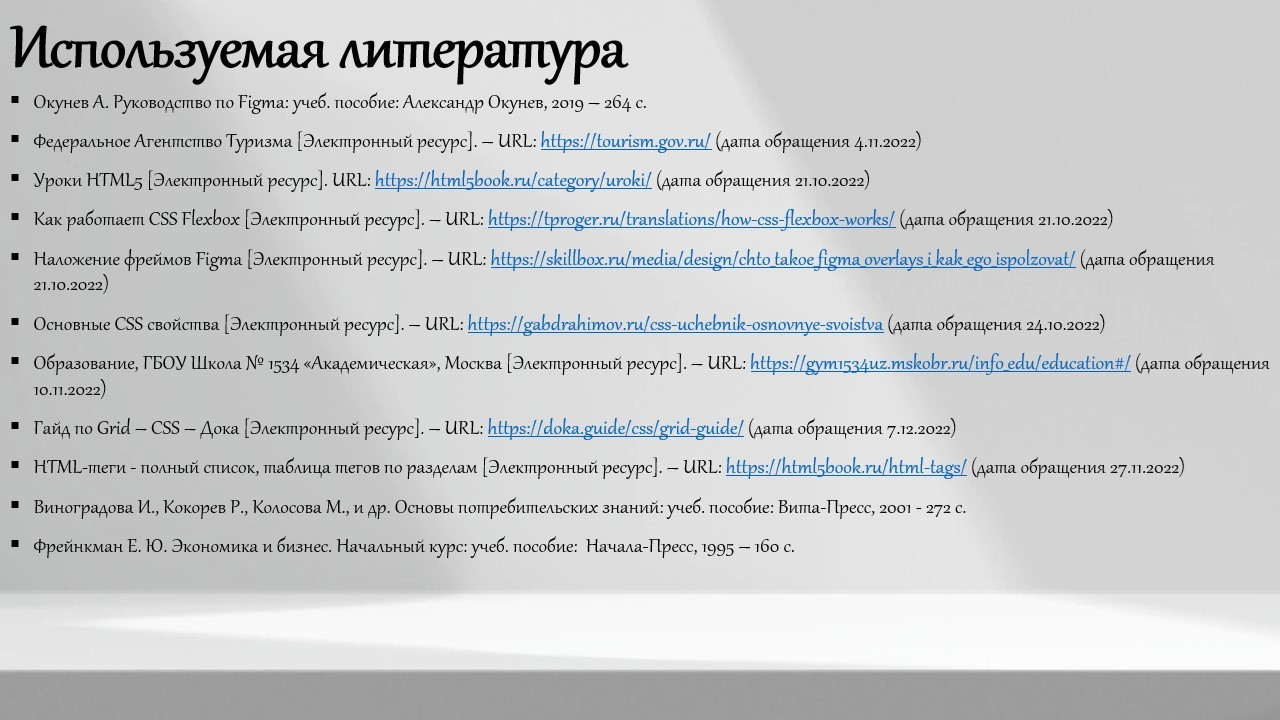 Используемая литература
▪ Окунев А. Руководство по Figma: учеб. пособие: Александр Окунев, 2019 – 264 с.
▪ Федеральное Агентство Туризма [Электронный ресурс]. – URL: https://tourism.gov.ru/ (дата обращения 4.11.2022)
▪ Уроки HTML5 [Электронный ресурс]. URL: https://html5book.ru/category/uroki/ (дата обращения 21.10.2022)
▪ Как работает CSS Flexbox [Электронный ресурс]. – URL: https://tproger.ru/translations/how-css-flexbox-works/ (дата обращения 21.10.2022)
▪ Наложение фреймов Figma [Электронный ресурс]. – URL: https://skillbox.ru/media/design/chto_takoe_figma_overlays_i_kak_ego_ispolzovat/ (дата обращения
21.10.2022)
▪ Основные CSS свойства [Электронный ресурс]. – URL: https://gabdrahimov.ru/css-uchebnik-osnovnye-svoistva (дата обращения 24.10.2022)
▪ Образование, ГБОУ Школа № 1534 «Академическая», Москва [Электронный ресурс]. – URL: https://gym1534uz.mskobr.ru/info_edu/education#/ (дата обращения
10.11.2022)
▪ Гайд по Grid – CSS – Дока [Электронный ресурс]. – URL: https://doka.guide/css/grid-guide/ (дата обращения 7.12.2022)
▪ HTML-теги - полный список, таблица тегов по разделам [Электронный ресурс]. – URL: https://html5book.ru/html-tags/ (дата обращения 27.11.2022)
▪ Виноградова И., Кокорев Р., Колосова М., и др. Основы потребительских знаний: учеб. пособие: Вита-Пресс, 2001 - 272 с.
▪ Фрейнкман Е. Ю. Экономика и бизнес. Начальный курс: учеб. пособие:  Начала-Пресс, 1995 – 160 с.